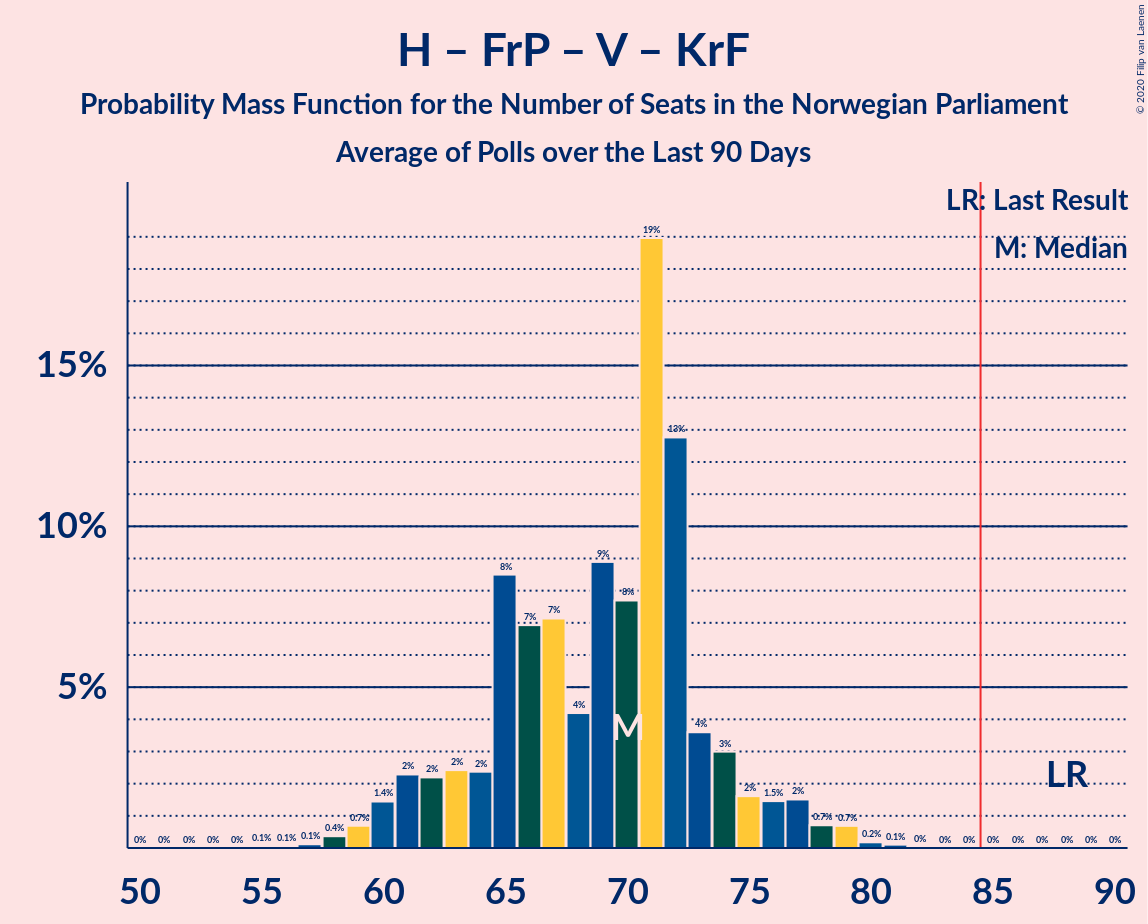 H – FrP – V – KrF
Probability Mass Function for the Number of Seats in the Norwegian Parliament
Average of Polls over the Last 90 Days
© 2020 Filip van Laenen
LR: Last Result
M: Median
19%
15%
13%
10%
9%
8% 8%
7% 7%
5%
4% 4%
3%
M
LR
2% 2% 2% 2% 2% 1.5% 2%
1.4%
0.7% 0.7% 0.7%
0.4%
0% 0% 0% 0% 0% 0.1% 0.1% 0.1% 0.2% 0.1% 0% 0% 0% 0% 0% 0% 0% 0% 0%
50 55 60 65 70 75 80 85 90